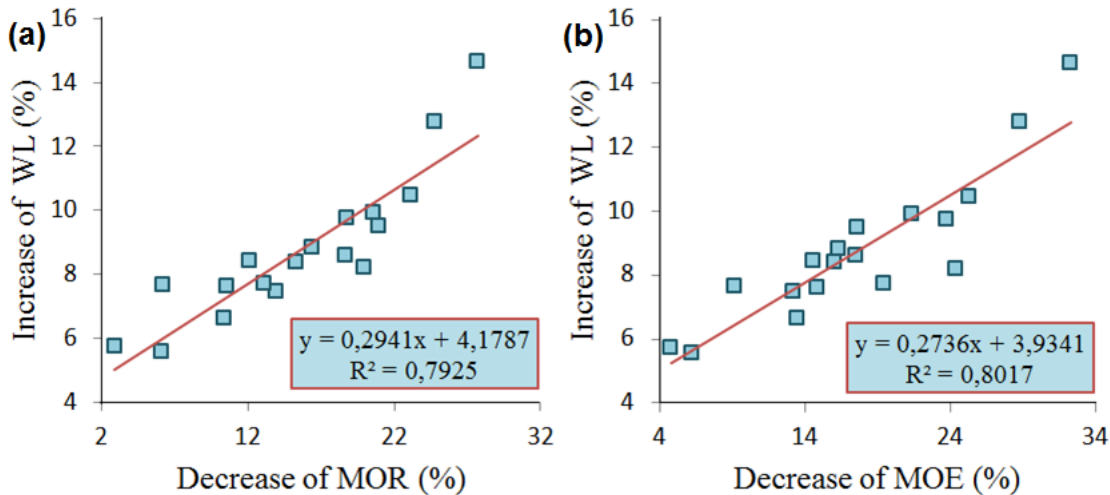 (a)
Increase of WL (%)
16
14
12
10
8
6
4
2
12
22
32
Decrease of MOR (%)
y = 0,2941x + 4,1787
R² = 0,7925
(b)
Increase of WL (%)
16
14
12
10
8
6
4
4
14
24
34
Decrease of MOE (%)
y = 0,2736x + 3,9341
R² = 0,8017